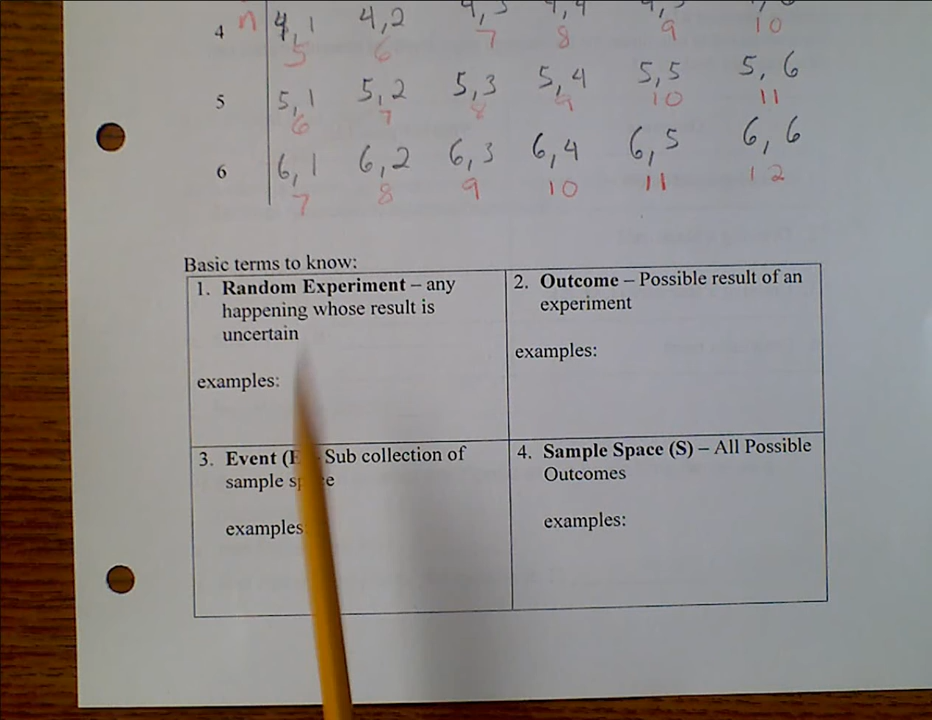 4 n 4,1 4,2
5 6 7 8 9 10
5 5,1 5,2 5,3 5,4 5,5 5, 6
6 7 8 9 10 11
6 6,1 6,2 6,3 6,4 6,5 6, 6
7 8 9 10 11 12
Basic terms to know:
1. Random Experiment – any
happening whose result is
uncertain
examples:
2. Outcome – Possible result of an
experiment
examples:
3. Event (E – Sub collection of
sample
examples
4. Sample Space (S) – All Possible
Outcomes
examples: